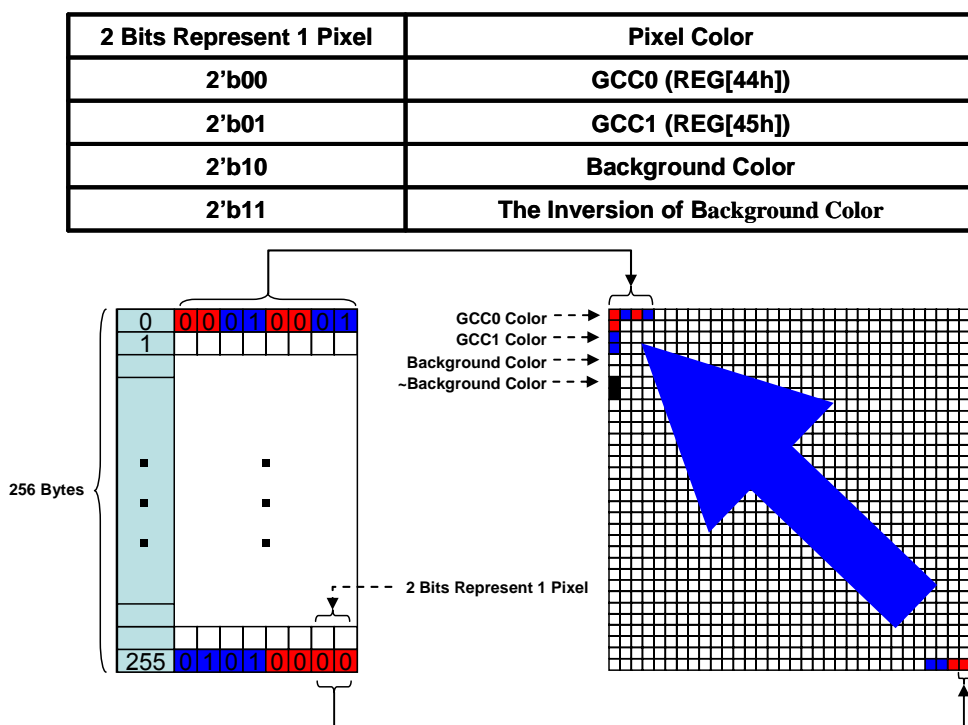 2 Bits Represent 1 Pixel Pixel Color
2’b00 GCC0 (REG[44h])
2’b01 GCC1 (REG[45h])
2’b10 Background Color
2’b11 The Inversion of Background Color
0 0 0 0 1 0 0 0 1
1
GCC0 Color
GCC1 Color
Background Color
~Background Color
256 Bytes
2 Bits Represent 1 Pixel
255 0 1 0 1 0 0 0 0